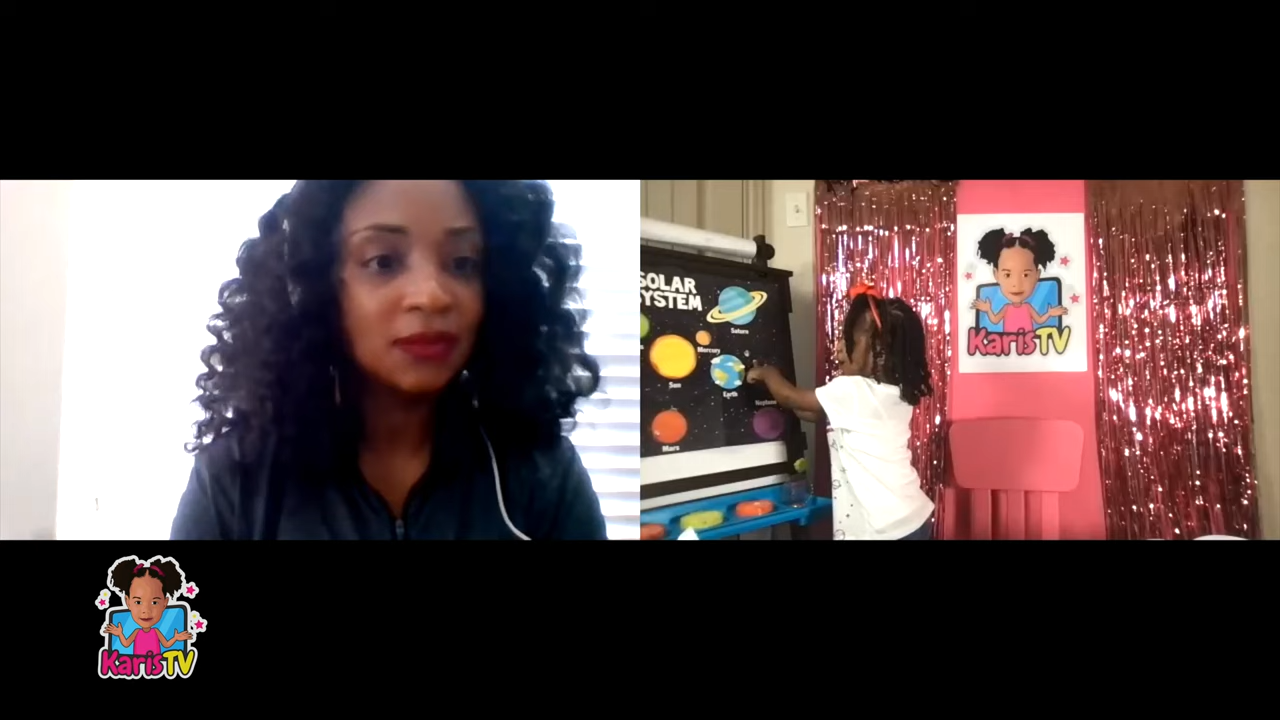 SOLAR
SYSTEM
Saturn
Mercury
Sun
Earth
Neptune
Mars
KarisTV
KarisTV